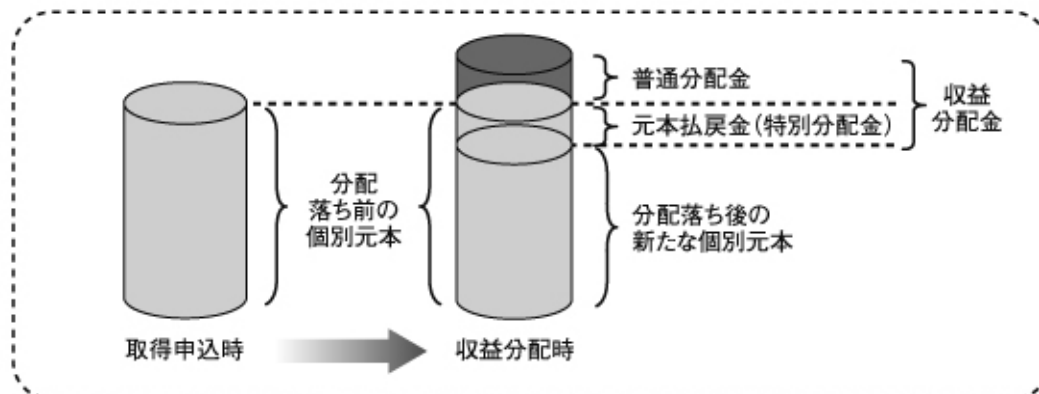 普通分配金
収益
分配金
元本払戻金(特別分配金)
分配
落ち前の
個別元本
分配落ち後の
新たな個別元本
取得申込時
収益分配時